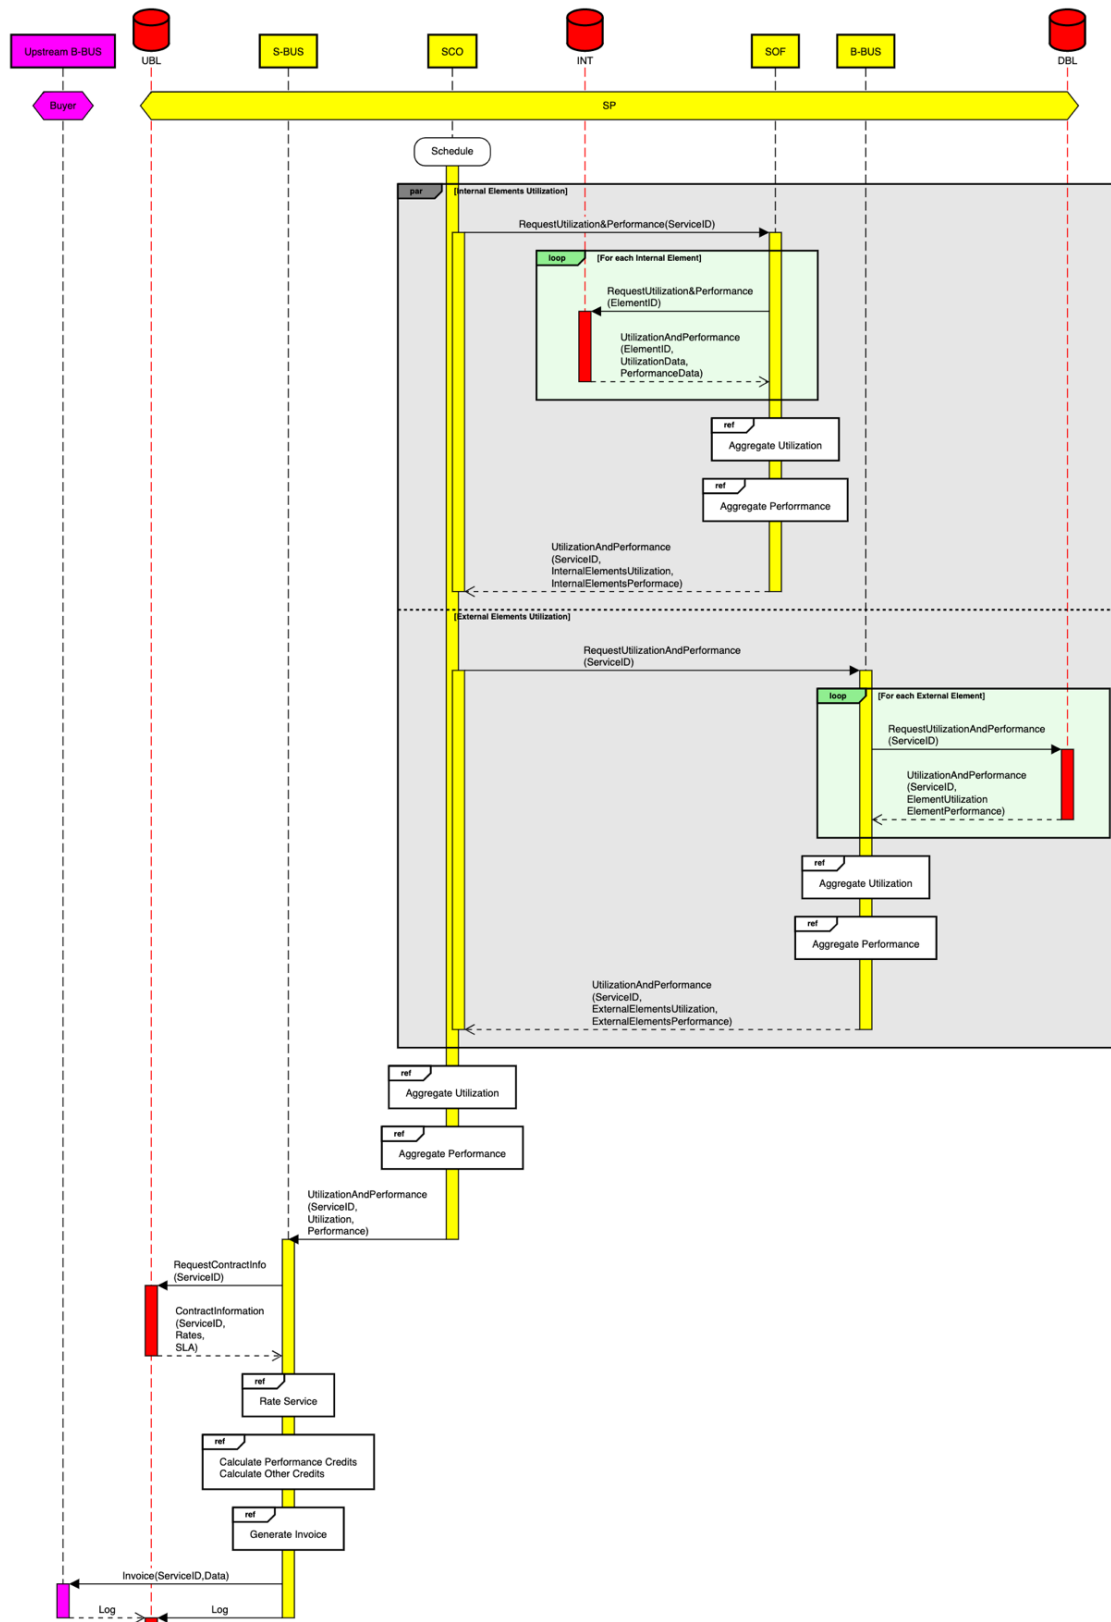 Upstream B-BUS
UBL
S-BUS
SCO
INT
SOF
B-BUS
DBL
Buyer
SP
Schedule
par
[Internal Elements Utilization]
RequestUtilization&Performance(ServiceID)
loop
[For each Internal Element]
RequestUtilization&Performance
(ElementID)
UtilizationAndPerformance
(ElementID,
UtilizationData,
PerformanceData)
ref
Aggregate Utilization
ref
Aggregate Perforrmance
UtilizationAndPerformance
(ServiceID,
InternalElementsUtilization,
InternalElementsPerformace)
[External Elements Utilization]
RequestUtilizationAndPerformance
(ServiceID)
loop
[For each External Element]
RequestUtilizationAndPerformance
(ServiceID)
UtilizationAndPerformance
(ServiceID,
ElementUtilization
ElementPerformance)
ref
Aggregate Utilization
ref
Aggregate Performance
UtilizationAndPerformance
(ServiceID,
ExternalElementsUtilization,
ExternalElementsPerformance)
ref
Aggregate Utilization
ref
Aggregate Performance
UtilizationAndPerformance
(ServiceID,
Utilization,
Performance)
RequestContractInfo
(ServiceID)
ContractInformation
(ServiceID,
Rates,
SLA)
ref
Rate Service
ref
Calculate Performance Credits
Calculate Other Credits
ref
Generate Invoice
Invoice(ServiceID,Data)
Log
Log